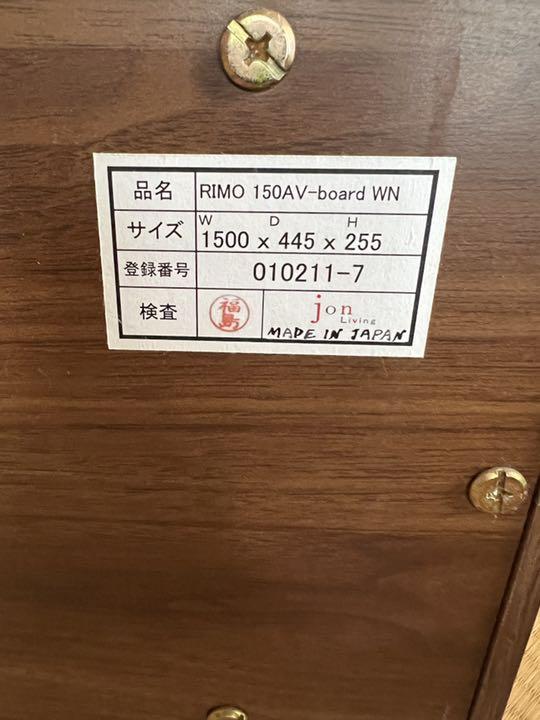 品名 RIMO 150AV-board WN
サイズ W D H
1500 x 445 x 255
登録番号 010211-7
検査 福島 jon
Living
MADE IN JAPAN